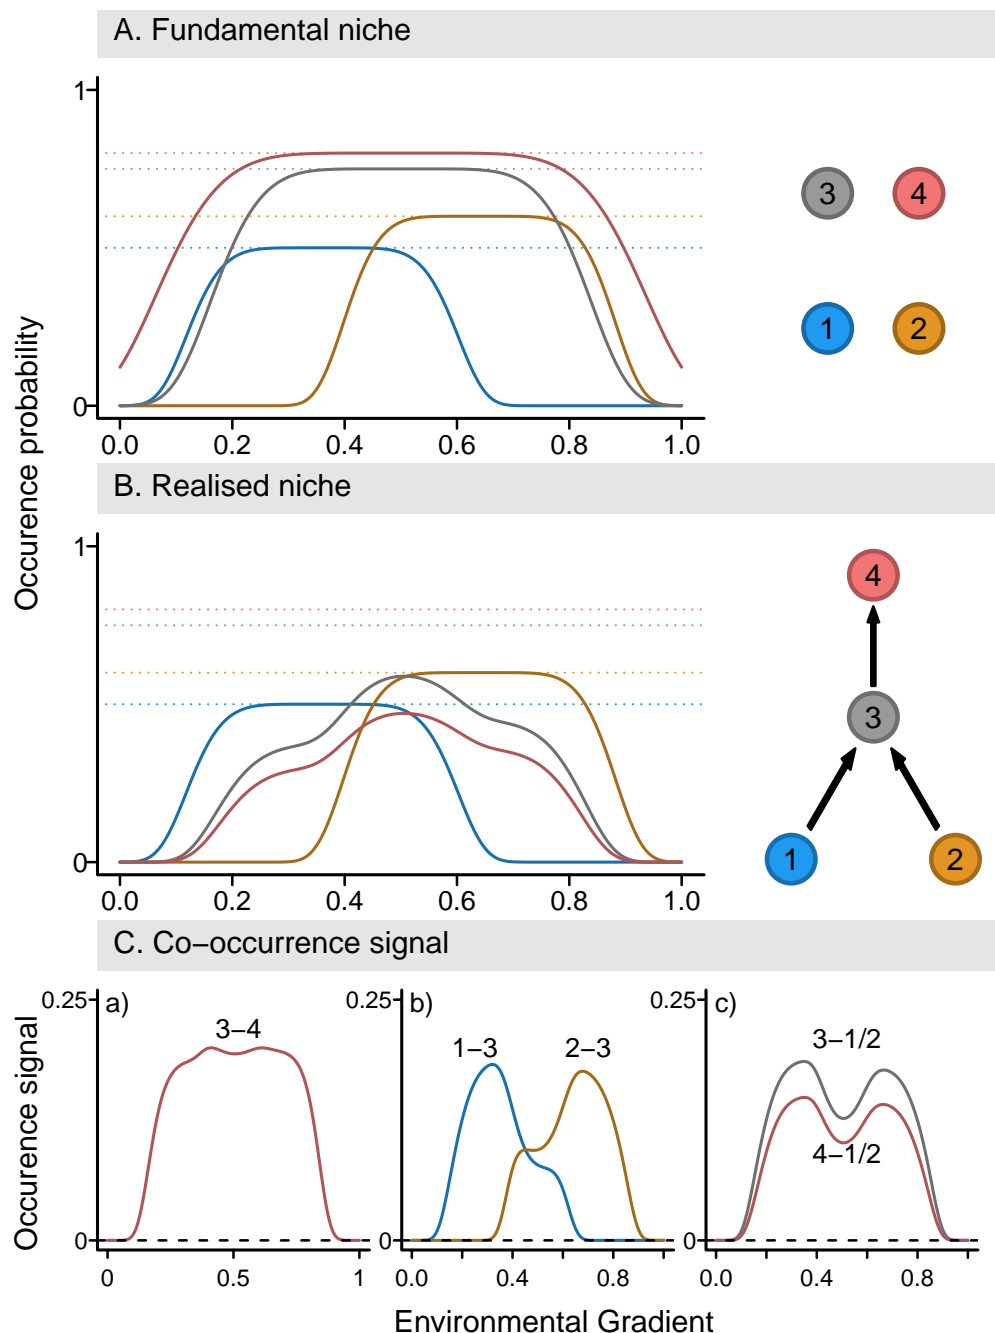 A. Fundamental niche
1
0
0.0 0.2 0.4 0.6 0.8 1.0
3 4
1 2
Occurence probability
B. Realised niche
1
0
0.0 0.2 0.4 0.6 0.8 1.0
4
3
1 2
C. Co−occurrence signal
Occurence signal
0.25
a)
3−4
0
0 0.5 1
0.25
b)
1−3 2−3
0
0.0 0.4 0.8
0.25
c)
3−1/2
4−1/2
0
0.0 0.4 0.8
Environmental Gradient